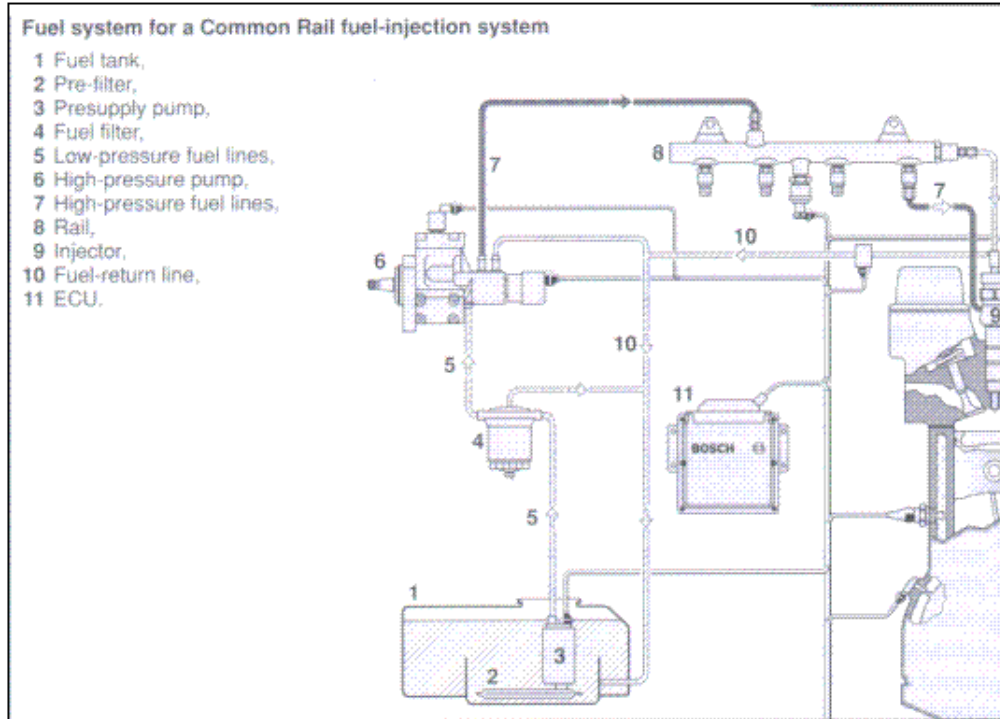 Fuel system for a Common Rail fuel-injection system
1 Fuel tank,
2 Pre-filter,
3 Presupply pump,
4 Fuel filter,
5 Low-pressure fuel lines,
6 High-pressure pump,
7 High-pressure fuel lines,
8 Rail,
9 Injector,
10 Fuel-return line,
11 ECU.
7
8
7
10
6
9
10
5
11
4
BOSCH
5
1
3
2